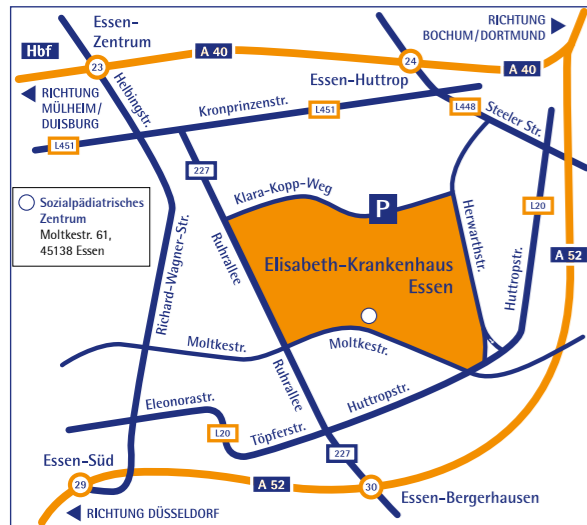 Essen-
Zentrum
Hbf
23
A 40
RICHTUNG
BOCHUM/DORTMUND
24
A 40
RICHTUNG
MÜLHEIM/
DUISBURG
Helbingstr.
Essen-Huttrop
Kronprinzenstr.
L451
L448
Steeler Str.
L451
227
Klara-Kopp-Weg
P
L20
Sozialpädiatrisches
Zentrum
Moltkestr. 61,
45138 Essen
Richard-Wagner-Str.
Ruhrallee
Herwarthstr.
Huttropstr.
A 52
Elisabeth-Krankenhaus
Essen
Moltkestr.
Moltkestr.
Ruhrallee
Eleonorastr.
Huttropstr.
L20
Töpferstr.
227
Essen-Süd
29
A 52
30
Essen-Bergerhausen
RICHTUNG DÜSSELDORF